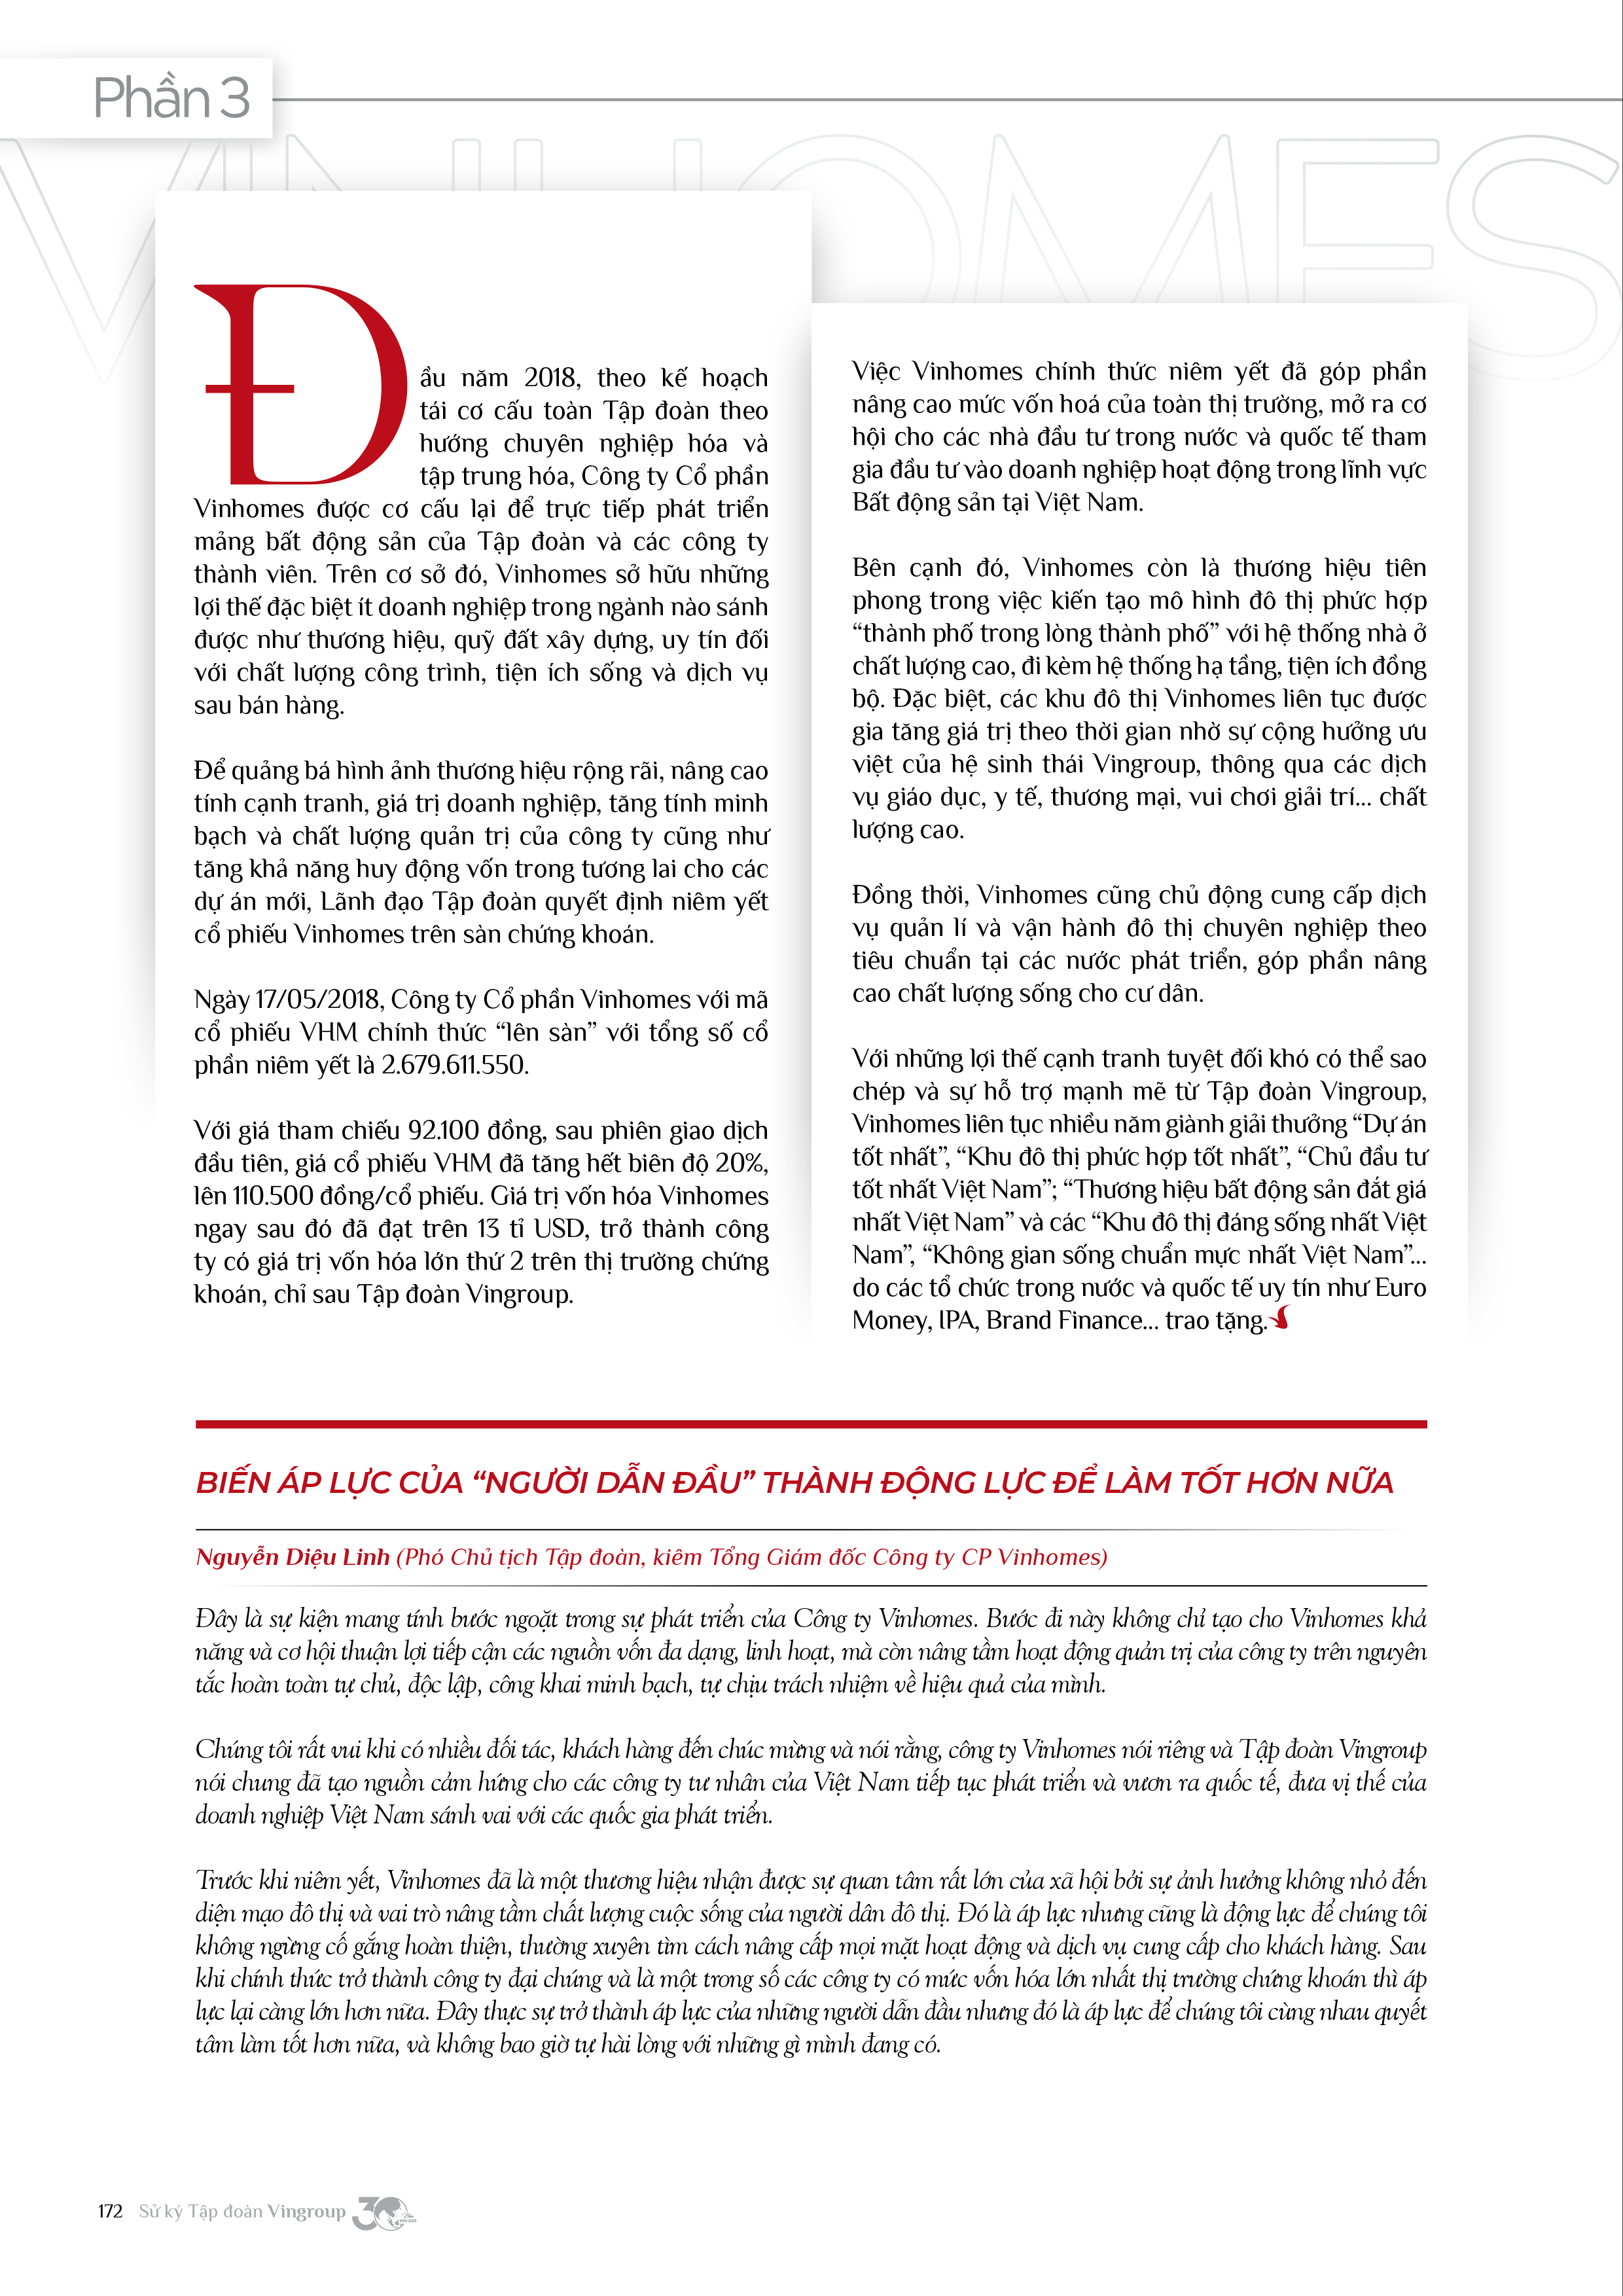 Phần 3
VINHOMES
Đầu năm 2018, theo kế hoạch
tái cơ cấu toàn Tập đoàn theo
hướng chuyên nghiệp hóa và
tập trung hóa, Công ty Cổ phần
Vinhomes được cơ cấu lại để trực tiếp phát triển
mảng bất động sản của Tập đoàn và các công ty
thành viên. Trên cơ sở đó, Vinhomes sở hữu những
lợi thế đặc biệt ít doanh nghiệp trong ngành nào sánh
được như thương hiệu, quỹ đất xây dựng, uy tín đối
với chất lượng công trình, tiện ích sống và dịch vụ
sau bán hàng.
Để quảng bá hình ảnh thương hiệu rộng rãi, nâng cao
tính cạnh tranh, giá trị doanh nghiệp, tăng tính minh
bạch và chất lượng quản trị của công ty cũng như
tăng khả năng huy động vốn trong tương lai cho các
dự án mới, Lãnh đạo Tập đoàn quyết định niêm yết
cổ phiếu Vinhomes trên sàn chứng khoán.
Ngày 17/05/2018, Công ty Cổ phần Vinhomes với mã
cổ phiếu VHM chính thức “lên sàn” với tổng số cổ
phần niêm yết là 2.679.611.550.
Với giá tham chiếu 92.100 đồng, sau phiên giao dịch
đầu tiên, giá cổ phiếu VHM đã tăng hết biên độ 20%,
lên 110.500 đồng/cổ phiếu. Giá trị vốn hóa Vinhomes
ngay sau đó đã đạt trên 13 tỉ USD, trở thành công
ty có giá trị vốn hóa lớn thứ 2 trên thị trường chứng
khoán, chỉ sau Tập đoàn Vingroup.
Việc Vinhomes chính thức niêm yết đã góp phần
nâng cao mức vốn hoá của toàn thị trường, mở ra cơ
hội cho các nhà đầu tư trong nước và quốc tế tham
gia đầu tư vào doanh nghiệp hoạt động trong lĩnh vực
Bất động sản tại Việt Nam.
Bên cạnh đó, Vinhomes còn là thương hiệu tiên
phong trong việc kiến tạo mô hình đô thị phức hợp
“thành phố trong lòng thành phố” với hệ thống nhà ở
chất lượng cao, đi kèm hệ thống hạ tầng, tiện ích đồng
bộ. Đặc biệt, các khu đô thị Vinhomes liên tục được
gia tăng giá trị theo thời gian nhờ sự cộng hưởng ưu
việt của hệ sinh thái Vingroup, thông qua các dịch
vụ giáo dục, y tế, thương mại, vui chơi giải trí... chất
lượng cao.
Đồng thời, Vinhomes cũng chủ động cung cấp dịch
vụ quản lí và vận hành đô thị chuyên nghiệp theo
tiêu chuẩn tại các nước phát triển, góp phần nâng
cao chất lượng sống cho cư dân.
Với những lợi thế cạnh tranh tuyệt đối khó có thể sao
chép và sự hỗ trợ mạnh mẽ từ Tập đoàn Vingroup,
Vinhomes liên tục nhiều năm giành giải thưởng “Dự án
tốt nhất”, “Khu đô thị phức hợp tốt nhất”, “Chủ đầu tư
tốt nhất Việt Nam”; “Thương hiệu bất động sản đắt giá
nhất Việt Nam” và các “Khu đô thị đáng sống nhất Việt
Nam”, “Không gian sống chuẩn mực nhất Việt Nam”...
do các tổ chức trong nước và quốc tế uy tín như Euro
Money, IPA, Brand Finance... trao tặng.
BIẾN ÁP LỰC CỦA “NGƯỜI DẪN ĐẦU” THÀNH ĐỘNG LỰC ĐỂ LÀM TỐT HƠN NỮA
Nguyễn Diệu Linh (Phó Chủ tịch Tập đoàn, kiêm Tổng Giám đốc Công ty CP Vinhomes)
Đây là sự kiện mang tính bước ngoặt trong sự phát triển của Công ty Vinhomes. Bước đi này không chỉ tạo cho Vinhomes khả
năng và cơ hội thuận lợi tiếp cận các nguồn vốn đa dạng, linh hoạt, mà còn nâng tầm hoạt động quản trị của công ty trên nguyên
tắc hoàn toàn tự chủ, độc lập, công khai minh bạch, tự chịu trách nhiệm về hiệu quả của mình.
Chúng tôi rất vui khi có nhiều đối tác, khách hàng đến chúc mừng và nói rằng, công ty Vinhomes nói riêng và Tập đoàn Vingroup
nói chung đã tạo nguồn cảm hứng cho các công ty tư nhân của Việt Nam tiếp tục phát triển và vươn ra quốc tế, đưa vị thế của
doanh nghiệp Việt Nam sánh vai với các quốc gia phát triển.
Trước khi niêm yết, Vinhomes đã là một thương hiệu nhận được sự quan tâm rất lớn của xã hội bởi sự ảnh hưởng không nhỏ đến
diện mạo đô thị và vai trò nâng tầm chất lượng cuộc sống của người dân đô thị. Đó là áp lực nhưng cũng là động lực để chúng tôi
không ngừng cố gắng hoàn thiện, thường xuyên tìm cách nâng cấp mọi mặt hoạt động và dịch vụ cung cấp cho khách hàng. Sau
khi chính thức trở thành công ty đại chúng và là một trong số các công ty có mức vốn hóa lớn nhất thị trường chứng khoán thì áp
lực lại càng lớn hơn nữa. Đây thực sự trở thành áp lực của những người dẫn đầu nhưng đó là áp lực để chúng tôi cùng nhau quyết
tâm làm tốt hơn nữa, và không bao giờ tự hài lòng với những gì mình đang có.
172 Sử ký Tập đoàn Vingroup 30